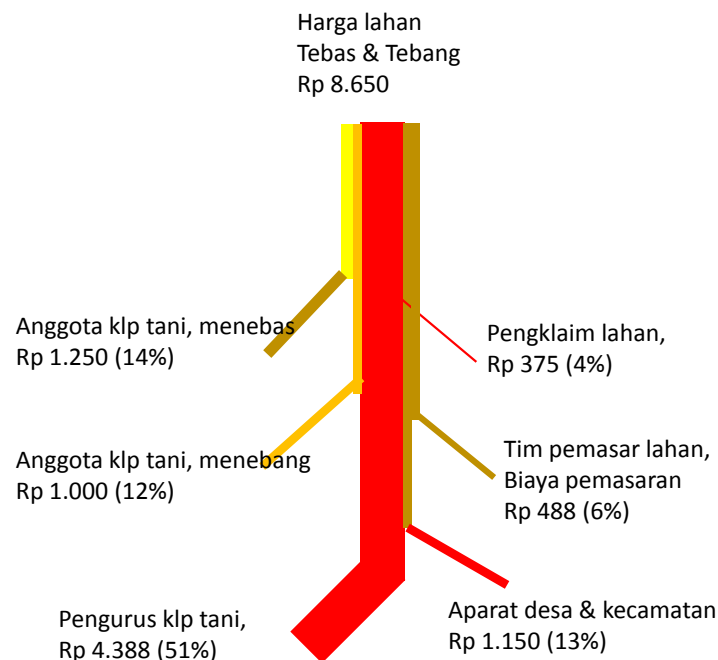 Harga lahan
Tebas & Tebang
Rp 8.650
Anggota klp tani, menebas
Rp 1.250 (14%)
Pengklaim lahan,
Rp 375 (4%)
Anggota klp tani, menebang
Rp 1.000 (12%)
Tim pemasar lahan,
Biaya pemasaran
Rp 488 (6%)
Pengurus klp tani,
Rp 4.388 (51%)
Aparat desa & kecamatan
Rp 1.150 (13%)